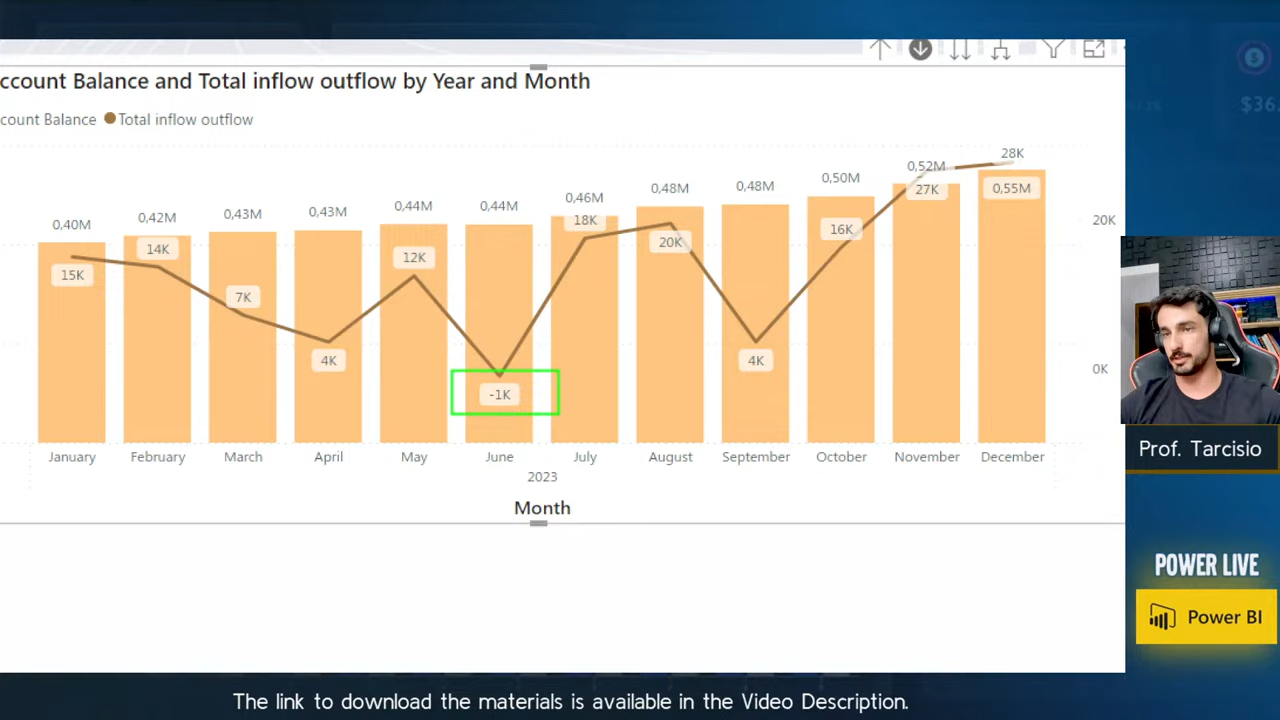 ccount Balance and Total inflow outflow by Year and Month
count Balance Total inflow outflow
0,40M 0,42M 0,43M 0,43M 0,44M 0,44M 0,46M 0,48M 0,48M 0,50M 0,52M 0,55M
15K 14K 7K 4K 12K -1K 18K 20K 4K 16K 27K 28K
20K
0K
January February March April May June July August September October November December
2023
Month
$36.
Prof. Tarcisio
POWER LIVE
Power BI
The link to download the materials is available in the Video Description.